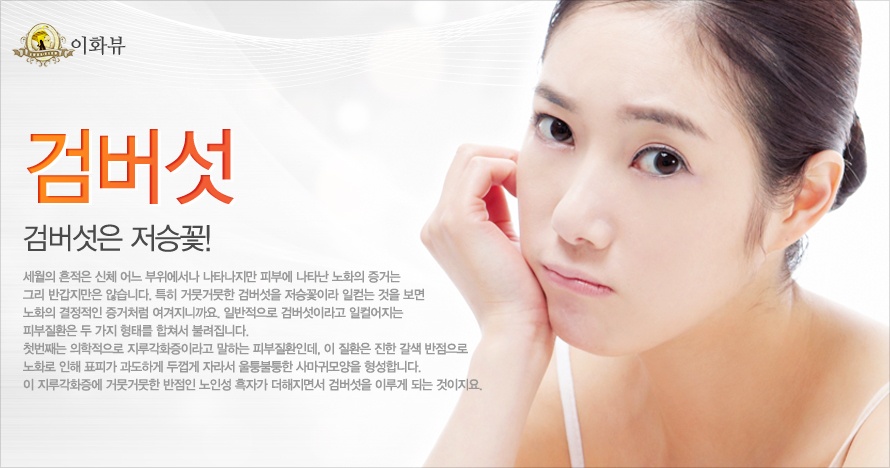 이화뷰
검버섯
검버섯은 저승꽃!
세월의 흔적은 신체 어느 부위에서나 나타나지만 피부에 나타난 노화의 증거는
그리 반갑지만은 않습니다. 특히 거뭇거뭇한 검버섯을 저승꽃이라 일컫는 것을 보면
노화의 결정적인 증거처럼 여겨지니까요. 일반적으로 검버섯이라고 일컬어지는
피부질환은 두 가지 형태를 합쳐서 불려집니다.
첫번째는 의학적으로 지루각화증이라고 말하는 피부질환인데, 이 질환은 진한 갈색 반점으로
노화로 인해 표피가 과도하게 두껍게 자라서 울퉁불퉁한 사마귀모양을 형성합니다.
이 지루각화증에 거뭇거뭇한 반점인 노인성 흑자가 더해지면서 검버섯을 이루게 되는 것이지요.